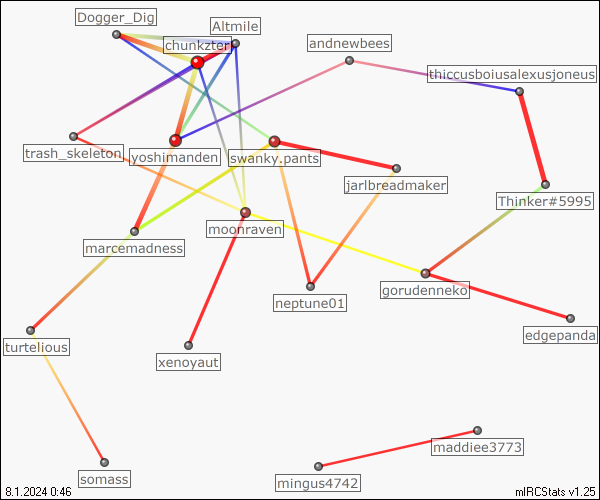 Dogger_Dig
Altmile
chunkzter
andnewbees
thiccusboiusalexusjoneus
trash_skeleton
yoshimanden
swanky.pants
jarlbreadmaker
Thinker#5995
moonraven
marcemadness
gorudenneko
neptune01
edgepanda
turtelious
xenoyaut
maddiee3773
somass
mingus4742
8.1.2024 0:46
mIRCStats v1.25